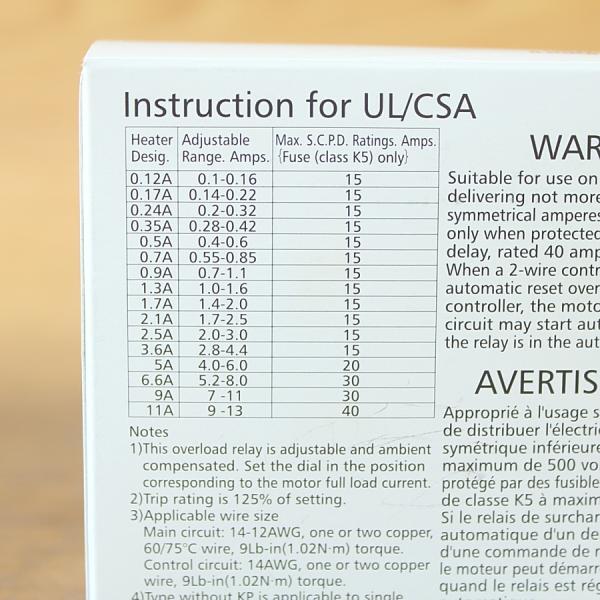 Instruction for UL/CSA
Heater Desig. Adjustable Range. Amps. Max. S.C.P.D. Ratings. Amps. {Fuse (class K5) only}
0.12A 0.1-0.16 15
0.17A 0.14-0.22 15
0.24A 0.2-0.32 15
0.35A 0.28-0.42 15
0.5A 0.4-0.6 15
0.7A 0.55-0.85 15
0.9A 0.7-1.1 15
1.3A 1.0-1.6 15
1.7A 1.4-2.0 15
2.1A 1.7-2.5 15
2.5A 2.0-3.0 15
3.6A 2.8-4.4 15
5A 4.0-6.0 20
6.6A 5.2-8.0 30
9A 7 -11 30
11A 9 -13 40
Notes
1)This overload relay is adjustable and ambient
compensated. Set the dial in the position
corresponding to the motor full load current.
2)Trip rating is 125% of setting.
3)Applicable wire size
Main circuit: 14-12AWG, one or two copper,
60/75°C wire, 9Lb-in(1.02N·m) torque.
Control circuit: 14AWG, one or two copper
wire, 9Lb-in(1.02N·m) torque.
4)Type without KP is applicable to single
WAR
Suitable for use on
delivering not more
symmetrical amperes
only when protected
delay, rated 40 amp
When a 2-wire contr
automatic reset over
controller, the moto
circuit may start aut
the relay is in the aut
AVERTIS
Approprié à l'usage s
de distribuer l'électric
symétrique inférieure
maximum de 500 vo
protégé par des fusible
de classe K5 à maxim
Si le relais de surchar
automatique d'un de
d'une commande de m
le moteur peut démarr
quand le relais est rég